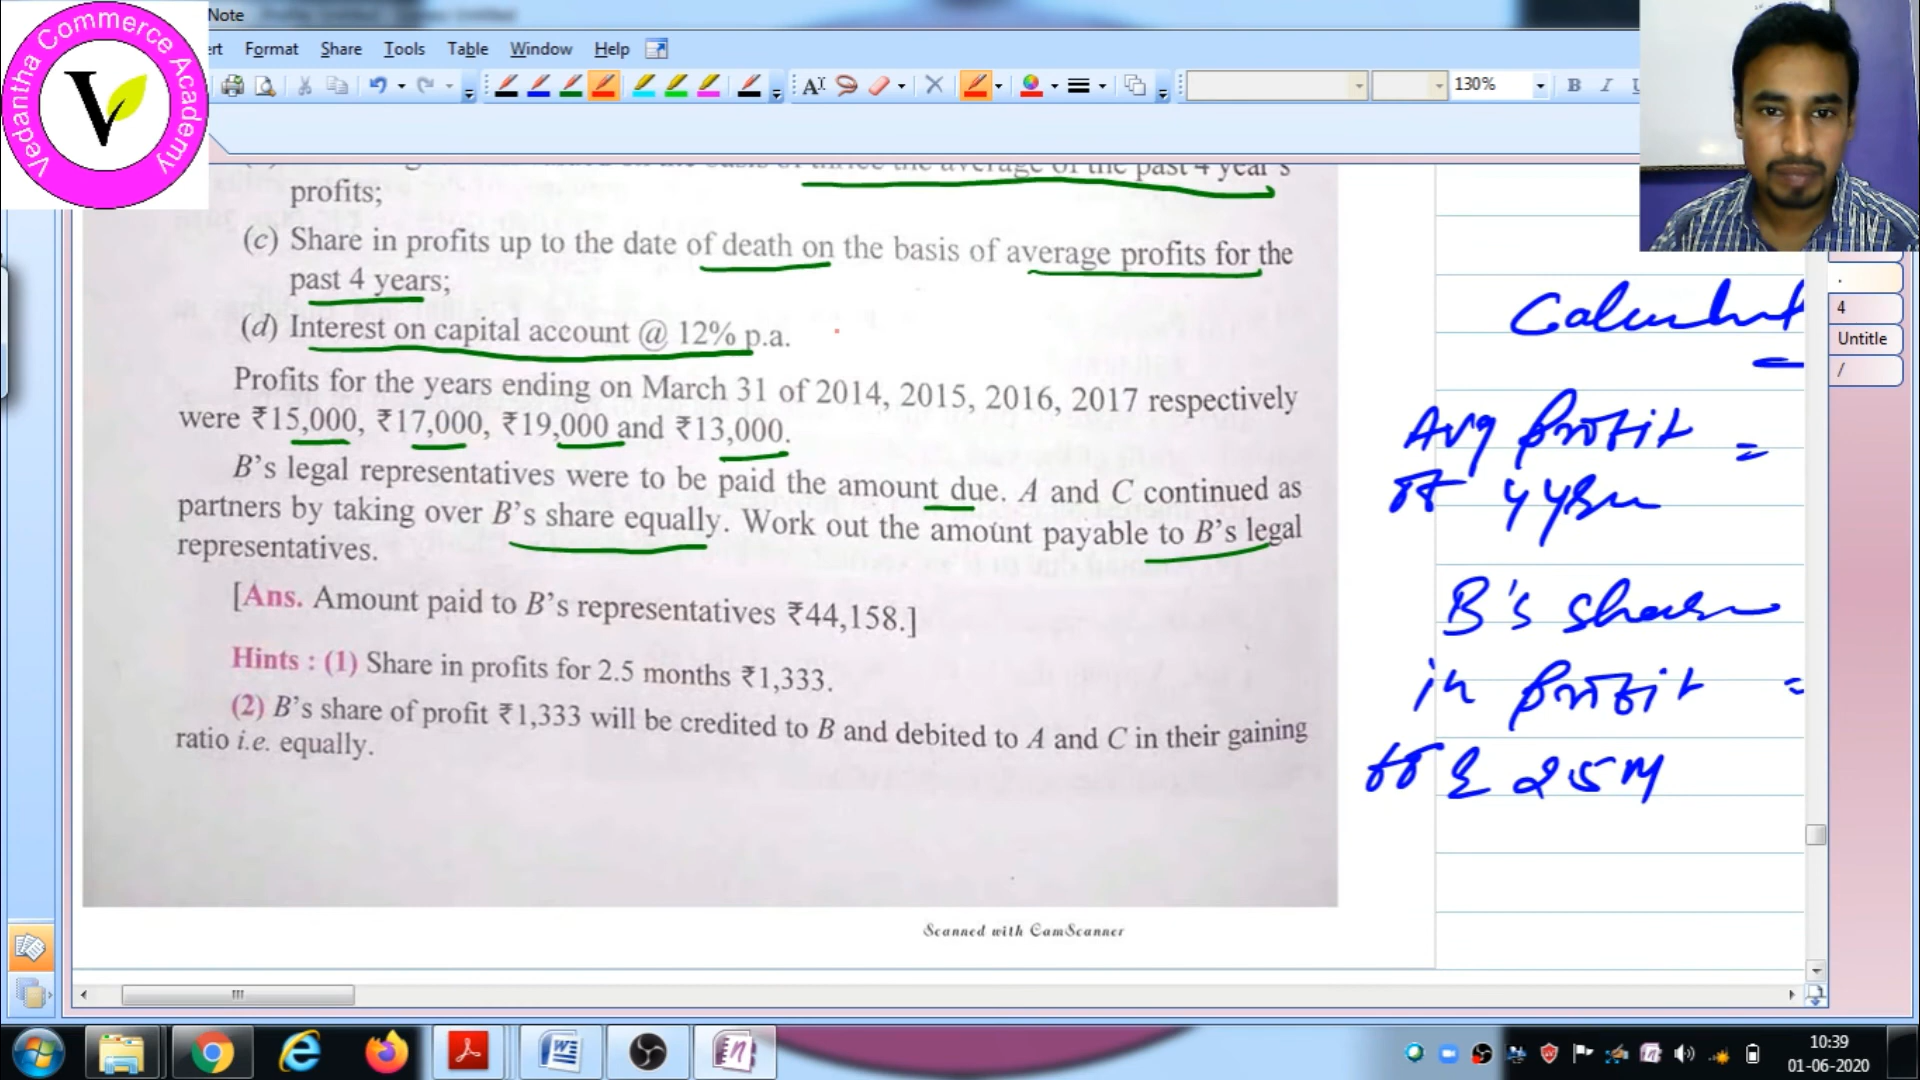 Vedantha Commerce Academy
V
Note
rt Format Share Tools Table Window Help
130%
B I U
thrice the average of the past 4 year's
profits;
(c) Share in profits up to the date of death on the basis of average profits for the
past 4 years;
(d) Interest on capital account @ 12% p.a.
Profits for the years ending on March 31 of 2014, 2015, 2016, 2017 respectively
were ₹15,000, ₹17,000, ₹19,000 and ₹13,000.
B's legal representatives were to be paid the amount due. A and C continued as
partners by taking over B's share equally. Work out the amount payable to B's legal
representatives.
[Ans. Amount paid to B's representatives ₹44,158.]
Hints : (1) Share in profits for 2.5 months ₹1,333.
(2) B's share of profit ₹1,333 will be credited to B and debited to A and C in their gaining
ratio i.e. equally.
Scanned with CamScanner
Avg profit =
B's share
in profit =
4
Untitle
/
10:39
01-06-2020